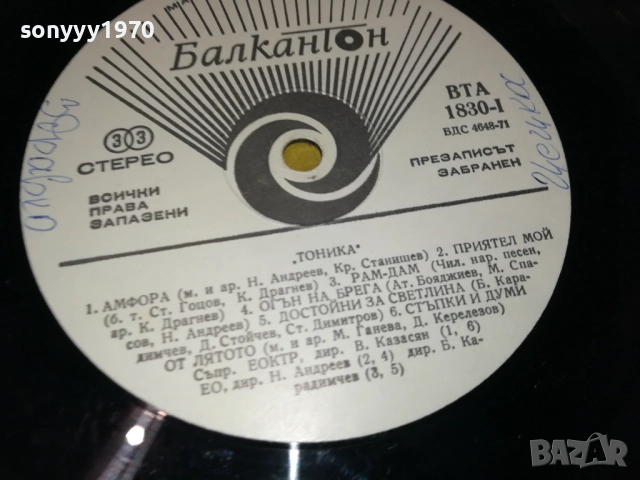 sonyyy1970
Балкантон
33
СТЕРЕО
ВСИЧКИ
ПРАВА
ЗАПАЗЕНИ
ВТА
1830-I
БДС 4648-71
ПРЕЗАПИСЪТ
ЗАБРАНЕН
„ТОНИКА"
1. АМФОРА (м. и ар. Н. Андреев, Кр. Станишев) 2. ПРИЯТЕЛ МОЙ
(б. т. Ст. Гоцов, К. Драгнев) 3. РАМ-ДАМ (Чил. нар. песен,
ар. К. Драгнев) 4. ОГЪН НА БРЕГА (Ат. Бояджиев, М. Спа-
сов, Н. Андреев) 5. ДОСТОЙНИ ЗА СВЕТЛИНА (Б. Кара-
димчев, Д. Стойчев, Ст. Димитров) 6. СТЪПКИ И ДУМИ
ОТ ЛЯТОТО (м. и ар. М. Ганева, Д. Керелезов)
Съпр. ЕОКТР, дир. В. Казасян (1, 6)
ЕО, дир. Н. Андреев (2, 4) дир. Б. Ка-
радимчев (3, 5)
BAZAR